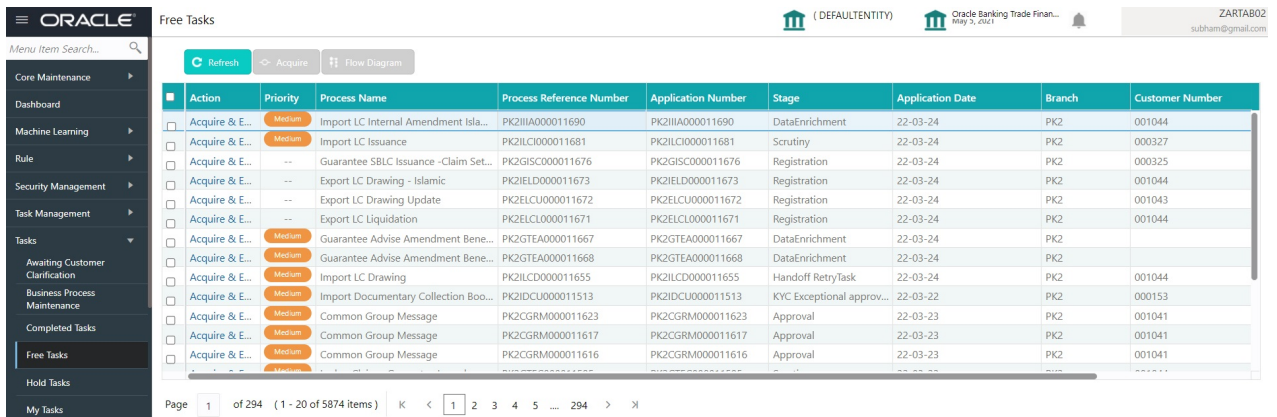 ORACLE
Free Tasks
( DEFAULTENTITY)
Oracle Banking Trade Finan...
May 5, 2021
ZARTAB02
subham@gmail.com
Menu Item Search...
Core Maintenance
Dashboard
Machine Learning
Rule
Security Management
Task Management
Tasks
Awaiting Customer
Clarification
Business Process
Maintenance
Completed Tasks
Free Tasks
Hold Tasks
My Tasks
Refresh Acquire Flow Diagram
Action Priority Process Name Process Reference Number Application Number Stage Application Date Branch Customer Number
Acquire & E... Medium Import LC Internal Amendment Isla... PK2IIIA000011690 PK2IIIA000011690 DataEnrichment 22-03-24 PK2 001044
Acquire & E... Medium Import LC Issuance PK2ILCI000011681 PK2ILCI000011681 Scrutiny 22-03-24 PK2 000327
Acquire & E... -- Guarantee SBLC Issuance -Claim Set... PK2GISC000011676 PK2GISC000011676 Registration 22-03-24 PK2 000325
Acquire & E... -- Export LC Drawing - Islamic PK2IELD000011673 PK2IELD000011673 Registration 22-03-24 PK2 001044
Acquire & E... -- Export LC Drawing Update PK2ELCU000011672 PK2ELCU000011672 Registration 22-03-24 PK2 001043
Acquire & E... -- Export LC Liquidation PK2ELCL000011671 PK2ELCL000011671 Registration 22-03-24 PK2 001044
Acquire & E... Medium Guarantee Advise Amendment Bene... PK2GTEA000011667 PK2GTEA000011667 DataEnrichment 22-03-24 PK2
Acquire & E... Medium Guarantee Advise Amendment Bene... PK2GTEA000011668 PK2GTEA000011668 DataEnrichment 22-03-24 PK2
Acquire & E... Medium Import LC Drawing PK2ILCD000011655 PK2ILCD000011655 Handoff RetryTask 22-03-24 PK2 001044
Acquire & E... Medium Import Documentary Collection Boo... PK2IDCU000011513 PK2IDCU000011513 KYC Exceptional approv... 22-03-22 PK2 000153
Acquire & E... Medium Common Group Message PK2CGRM000011623 PK2CGRM000011623 Approval 22-03-23 PK2 001041
Acquire & E... Medium Common Group Message PK2CGRM000011617 PK2CGRM000011617 Approval 22-03-23 PK2 001041
Acquire & E... Medium Common Group Message PK2CGRM000011616 PK2CGRM000011616 Approval 22-03-23 PK2 001041
Page 1 of 294 ( 1 - 20 of 5874 items ) 1 2 3 4 5 ... 294